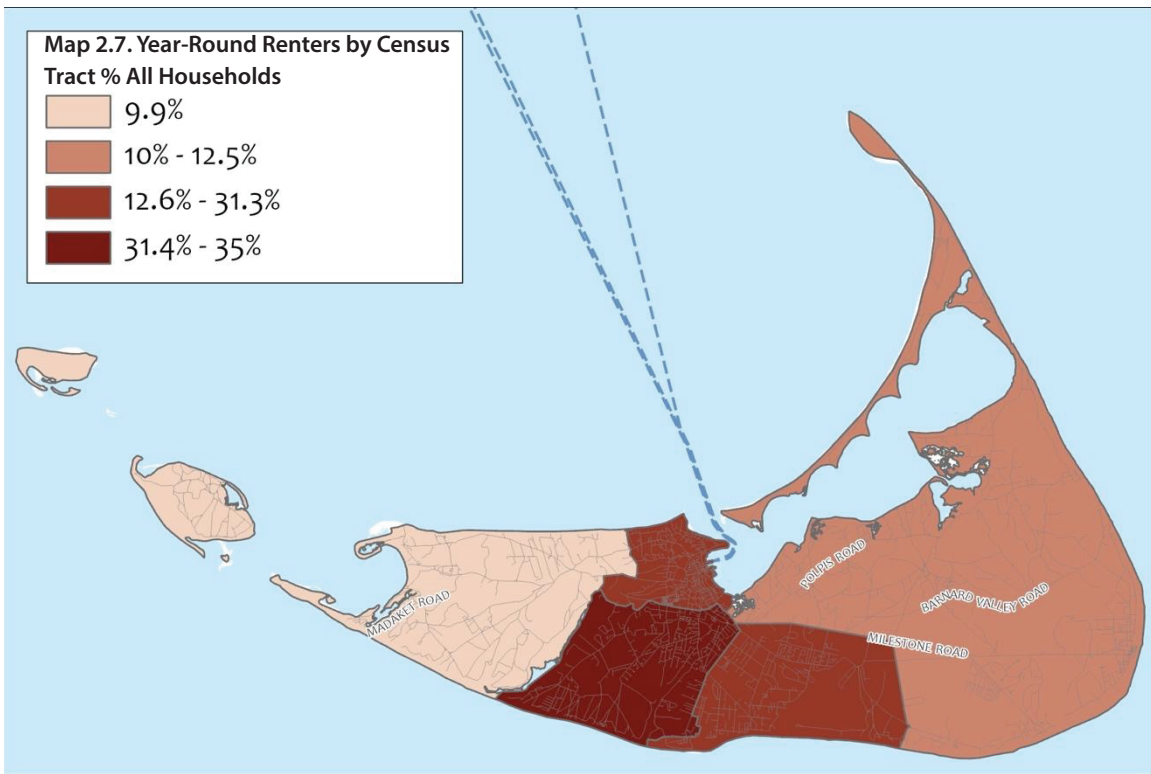 Map 2.7. Year-Round Renters by Census
Tract % All Households
9.9%
10% - 12.5%
12.6% - 31.3%
31.4% - 35%
POLPIS ROAD
BARNARD VALLEY ROAD
MADAKET ROAD
MILESTONE ROAD